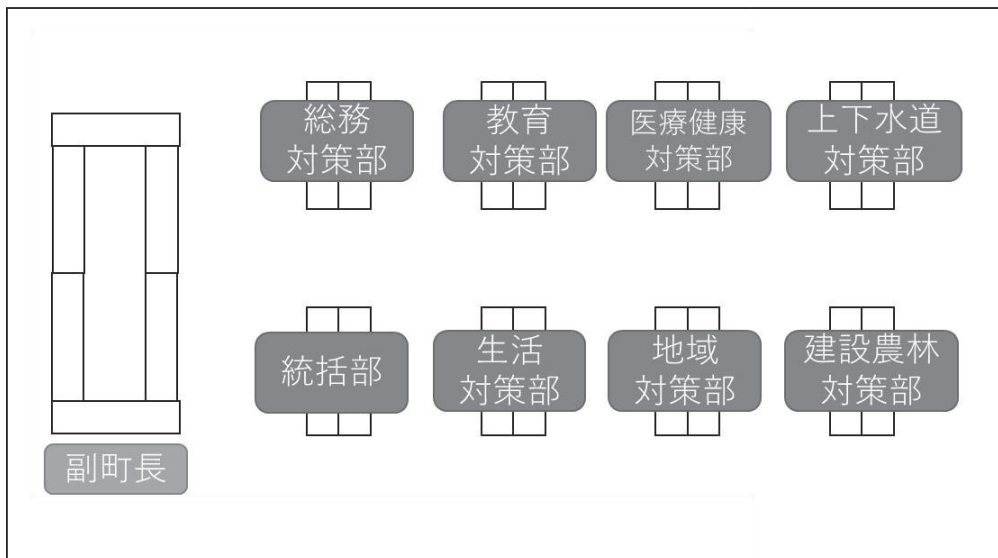 総務
対策部
教育
対策部
医療健康
対策部
上下水道
対策部
統括部
生活
対策部
地域
対策部
建設農林
対策部
副町長